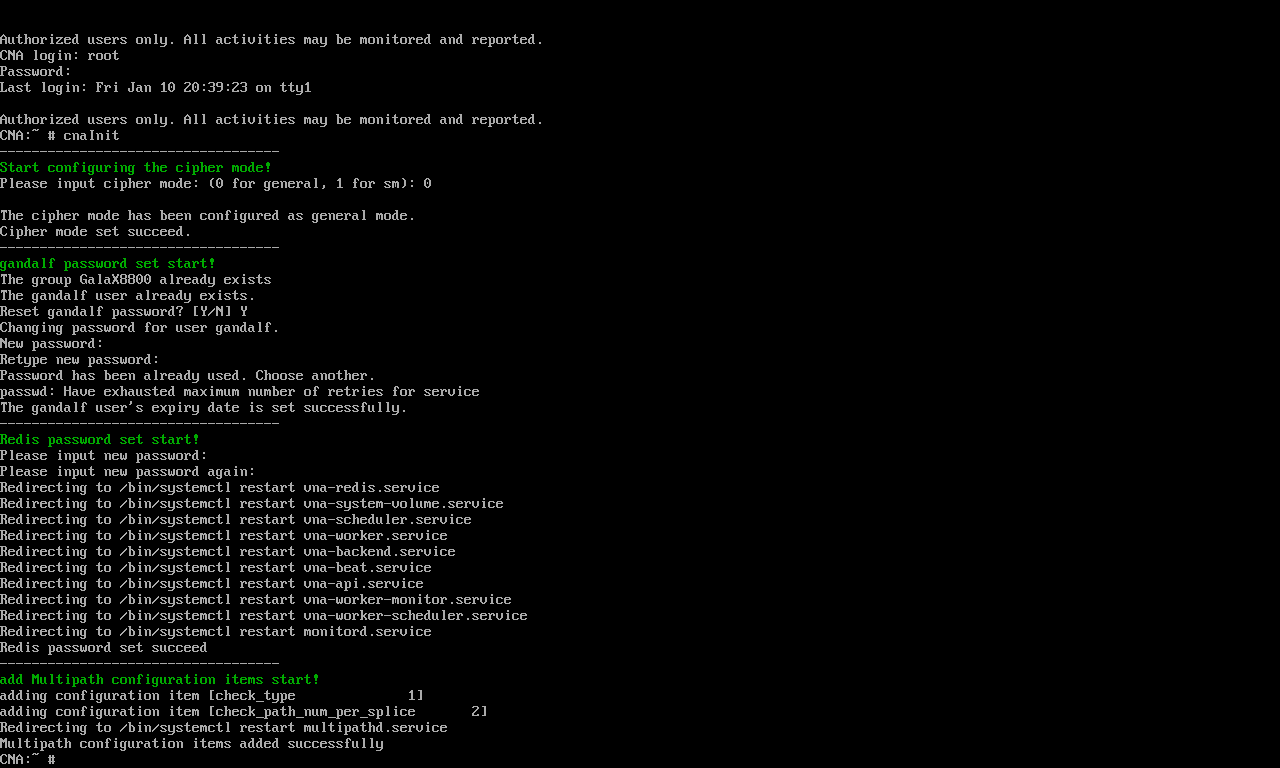 Authorized users only. All activities may be monitored and reported.
CNA login: root
Password:
Last login: Fri Jan 10 20:39:23 on tty1
Authorized users only. All activities may be monitored and reported.
CNA:~ # cnaInit
-----------------------------------
Start configuring the cipher mode!
Please input cipher mode: (0 for general, 1 for sm): 0
The cipher mode has been configured as general mode.
Cipher mode set succeed.
-----------------------------------
gandalf password set start!
The group GalaX8800 already exists
The gandalf user already exists.
Reset gandalf password? [Y/N] Y
Changing password for user gandalf.
New password:
Retype new password:
Password has been already used. Choose another.
passwd: Have exhausted maximum number of retries for service
The gandalf user's expiry date is set successfully.
-----------------------------------
Redis password set start!
Please input new password:
Please input new password again:
Redirecting to /bin/systemctl restart vna-redis.service
Redirecting to /bin/systemctl restart vna-system-volume.service
Redirecting to /bin/systemctl restart vna-scheduler.service
Redirecting to /bin/systemctl restart vna-worker.service
Redirecting to /bin/systemctl restart vna-backend.service
Redirecting to /bin/systemctl restart vna-beat.service
Redirecting to /bin/systemctl restart vna-api.service
Redirecting to /bin/systemctl restart vna-worker-monitor.service
Redirecting to /bin/systemctl restart vna-worker-scheduler.service
Redirecting to /bin/systemctl restart monitord.service
Redis password set succeed
-----------------------------------
add Multipath configuration items start!
adding configuration item [check_type              1]
adding configuration item [check_path_num_per_splice       2]
Redirecting to /bin/systemctl restart multipathd.service
Multipath configuration items added successfully
CNA:~ #